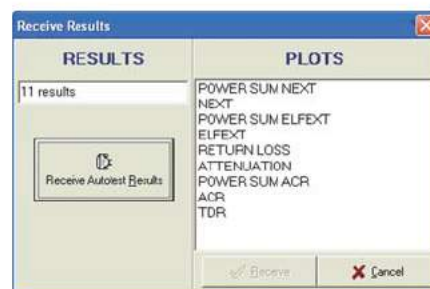 Receive Results
RESULTS
11 results
Receive Autotest Results
PLOTS
POWER SUM NEXT
NEXT
POWER SUM ELFEXT
ELFEXT
RETURN LOSS
ATTENUATION
POWER SUM ACR
ACR
TDR
Receive
Cancel